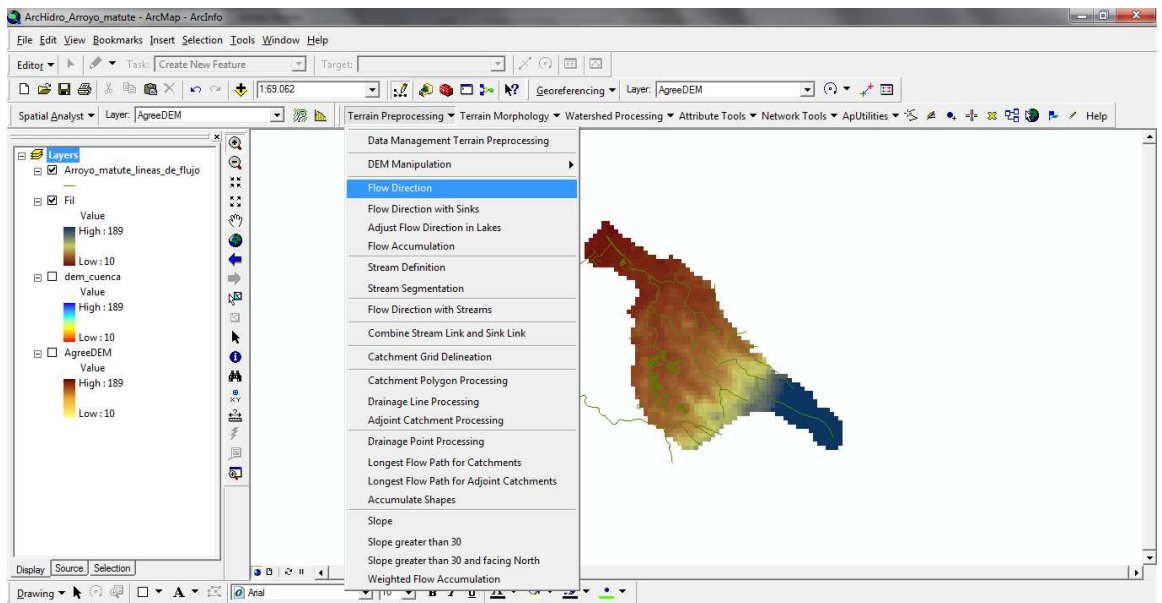 ArcHidro_Arroyo_matute - ArcMap - ArcInfo
File Edit View Bookmarks Insert Selection Tools Window Help
Editor Task: Create New Feature Target:
1:69.062 Georeferencing Layer: AgreeDEM
Spatial Analyst Layer: AgreeDEM Terrain Preprocessing Terrain Morphology Watershed Processing Attribute Tools Network Tools ApUtilities Help
Layers
Arroyo_matute_lineas_de_flujo
Fil
Value
High : 189
Low : 10
dem_cuenca
Value
High : 189
Low : 10
AgreeDEM
Value
High : 189
Low : 10
Data Management Terrain Preprocessing
DEM Manipulation
Flow Direction
Flow Direction with Sinks
Adjust Flow Direction in Lakes
Flow Accumulation
Stream Definition
Stream Segmentation
Flow Direction with Streams
Combine Stream Link and Sink Link
Catchment Grid Delineation
Catchment Polygon Processing
Drainage Line Processing
Adjoint Catchment Processing
Drainage Point Processing
Longest Flow Path for Catchments
Longest Flow Path for Adjoint Catchments
Accumulate Shapes
Slope
Slope greater than 30
Slope greater than 30 and facing North
Weighted Flow Accumulation
Display Source Selection
Drawing A Arial 10 B I U A